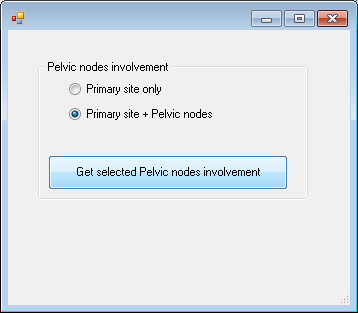 Pelvic nodes involvement
Primary site only
Primary site + Pelvic nodes
Get selected Pelvic nodes involvement